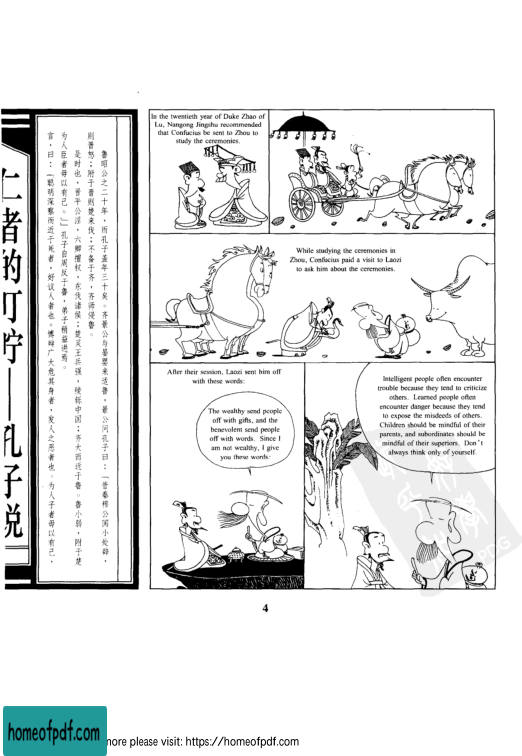 仁者的叮咛——孔子说
鲁昭公之二十年，而孔子盖年三十矣。齐景公与晏婴来适鲁，景公问孔子曰：「昔秦穆公国小处辟，
则晋怒；附于晋则楚来伐；不备于齐，齐师侵鲁。
是时也，晋平公淫，六卿擅权，东伐诸侯；楚灵王兵强，陵轹中国；齐大而近于鲁。鲁小弱，附于楚
为人臣者毋以有己。」孔子自周反于鲁，弟子稍益进焉。
言，曰：「聪明深察而近于死者，好议人者也。博辩广大危其身者，发人之恶者也。为人子者毋以有己，
In the twentieth year of Duke Zhao of
Lu, Nangong Jingshu recommended
that Confucius be sent to Zhou to
study the ceremonies.
While studying the ceremonies in
Zhou, Confucius paid a visit to Laozi
to ask him about the ceremonies.
After their session, Laozi sent him off
with these words:
The wealthy send people
off with gifts, and the
benevolent send people
off with words. Since I
am not wealthy, I give
you these words:
Intelligent people often encounter
trouble because they tend to criticize
others. Learned people often
encounter danger because they tend
to expose the misdeeds of others.
Children should be mindful of their
parents, and subordinates should be
mindful of their superiors. Don't
always think only of yourself.
4
homeofpdf.com
more please visit: https://homeofpdf.com